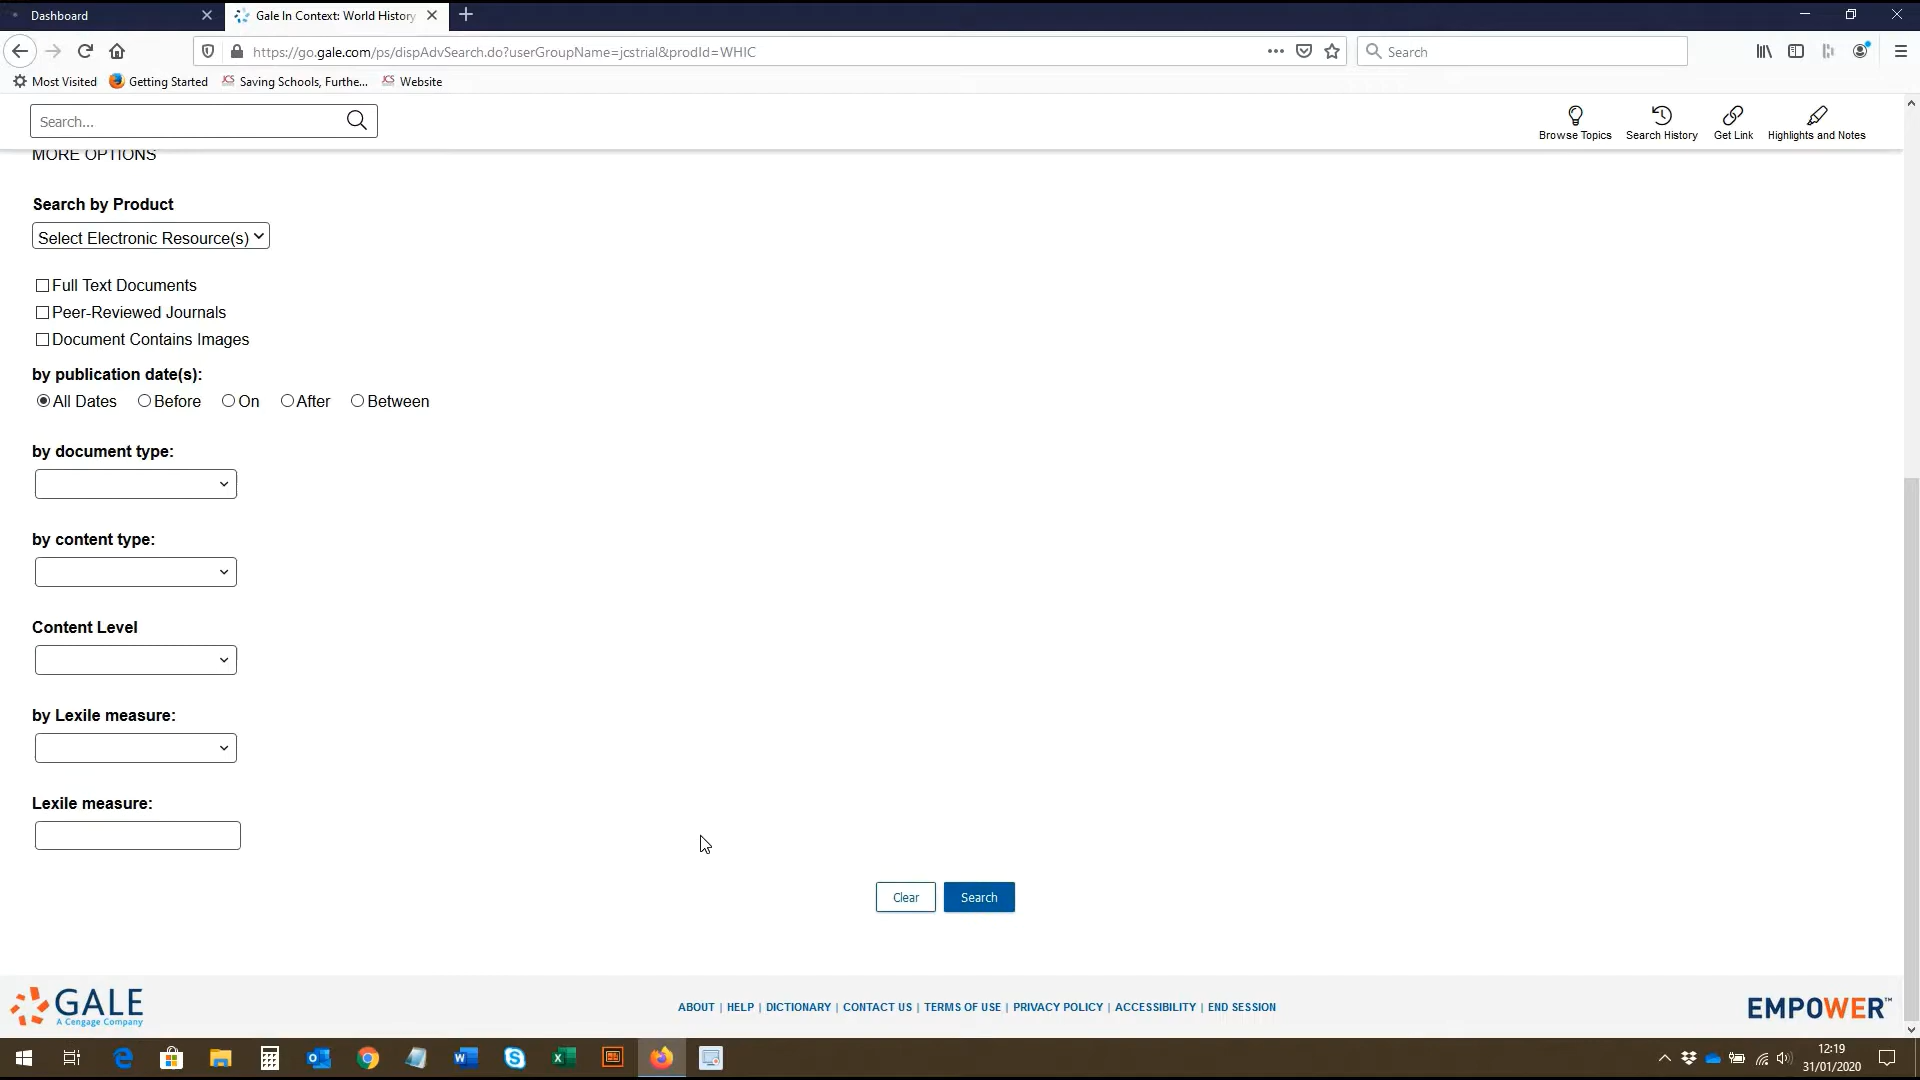 Dashboard
Gale In Context: World History
https://go.gale.com/ps/dispAdvSearch.do?userGroupName=jcstrial&prodId=WHIC
Search
Most Visited
Getting Started
Saving Schools, Furthe...
Website
Search...
Browse Topics
Search History
Get Link
Highlights and Notes
MORE OPTIONS
Search by Product
Select Electronic Resource(s)
Full Text Documents
Peer-Reviewed Journals
Document Contains Images
by publication date(s):
All Dates Before On After Between
by document type:
by content type:
Content Level
by Lexile measure:
Lexile measure:
Clear
Search
GALE
A Cengage Company
ABOUT | HELP | DICTIONARY | CONTACT US | TERMS OF USE | PRIVACY POLICY | ACCESSIBILITY | END SESSION
EMPOWER™
12:19
31/01/2020